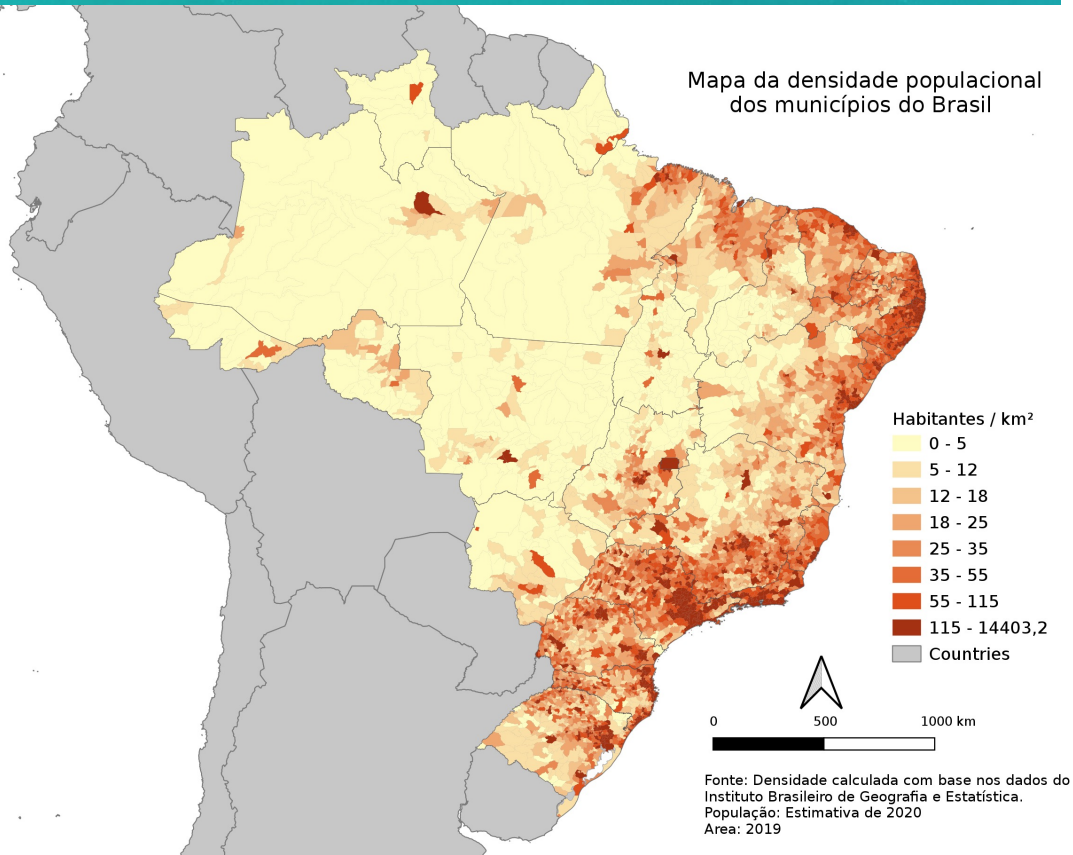 Mapa da densidade populacional
dos municípios do Brasil
Habitantes / km²
0 - 5
5 - 12
12 - 18
18 - 25
25 - 35
35 - 55
55 - 115
115 - 14403,2
Countries
0 500 1000 km
Fonte: Densidade calculada com base nos dados do
Instituto Brasileiro de Geografia e Estatística.
População: Estimativa de 2020
Area: 2019